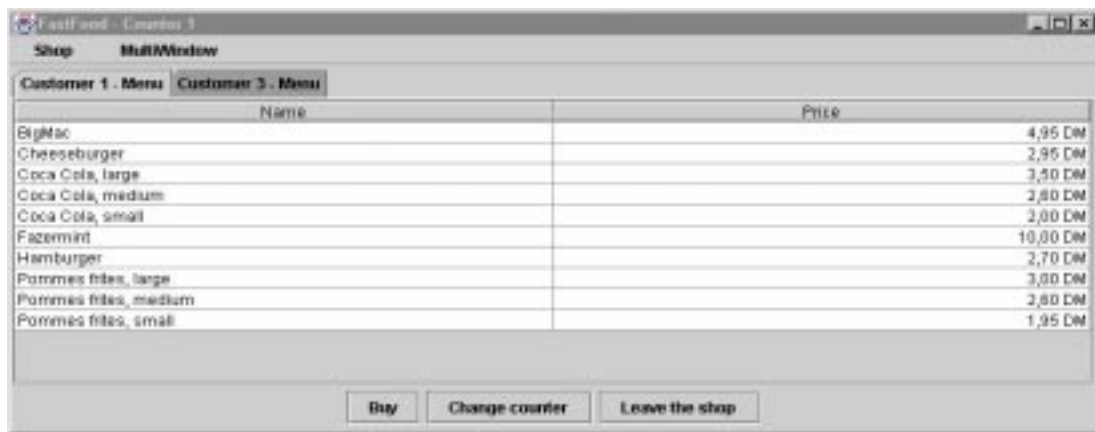 FastFood - Counter 1
Shop MultiWindow
Customer 1 - Menu Customer 3 - Menu
Name Price
BigMac 4,95 DM
Cheeseburger 2,95 DM
Coca Cola, large 3,50 DM
Coca Cola, medium 2,60 DM
Coca Cola, small 2,00 DM
Fazermint 10,00 DM
Hamburger 2,70 DM
Pommes frites, large 3,00 DM
Pommes frites, medium 2,60 DM
Pommes frites, small 1,95 DM
Buy Change counter Leave the shop